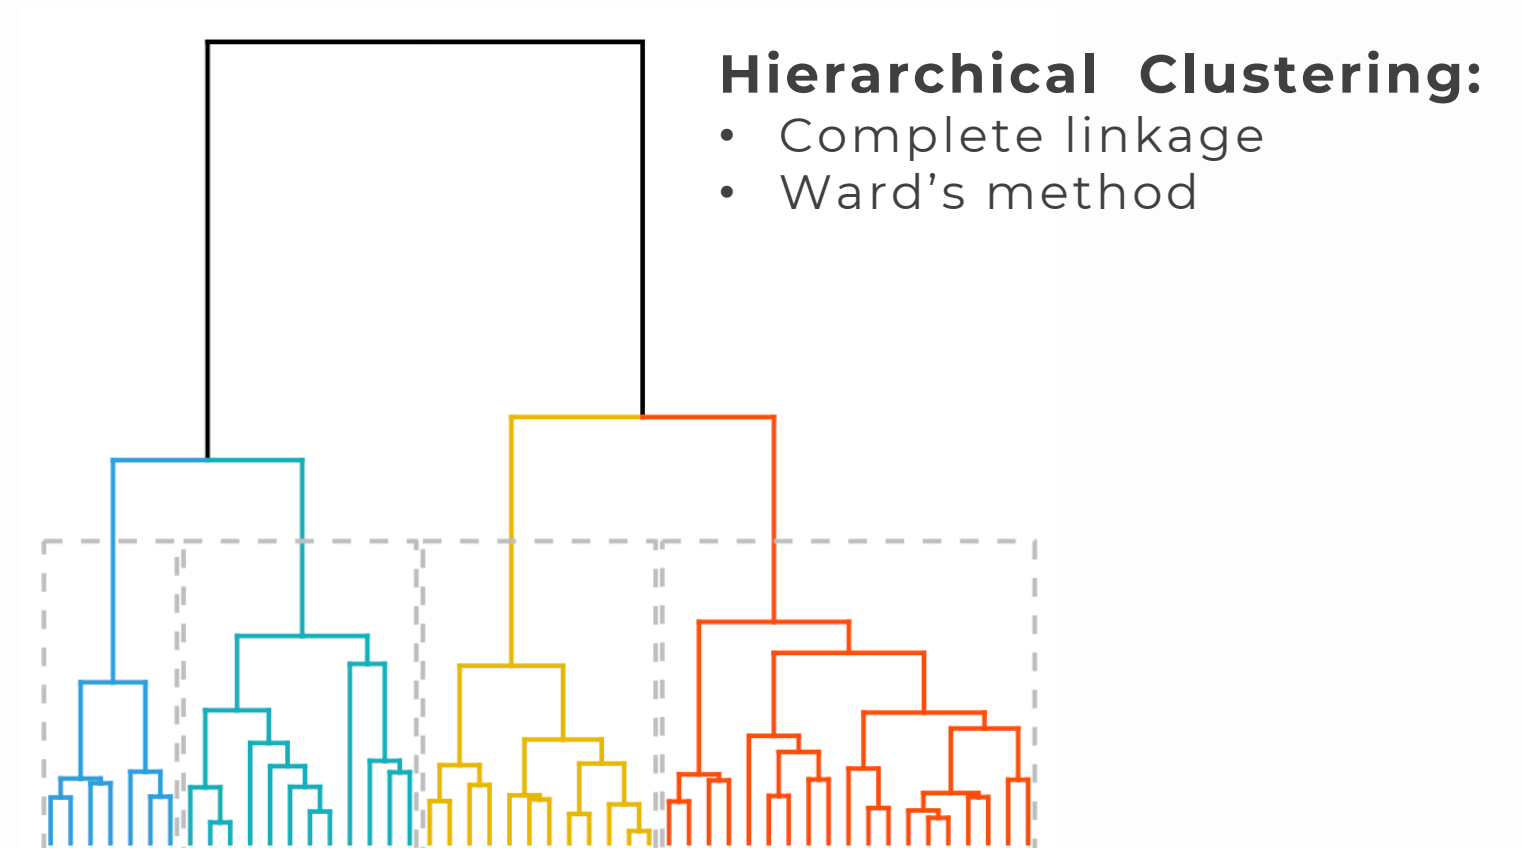 Hierarchical Clustering:
• Complete linkage
• Ward’s method